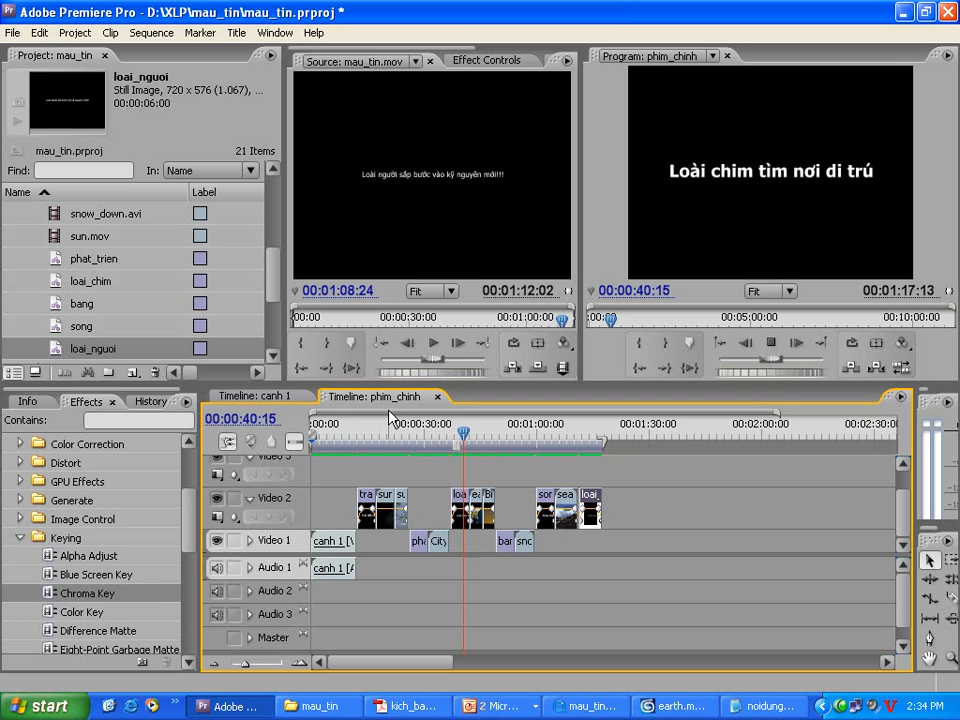 Adobe Premiere Pro - D:\XLP\mau_tin\mau_tin.prproj *
File Edit Project Clip Sequence Marker Title Window Help
Project: mau_tin
loai_nguoi
Still Image, 720 x 576 (1.067), ...
00:00:06:00
mau_tin.prproj 21 Items
Find: In: Name
Name Label
snow_down.avi
sun.mov
phat_trien
loai_chim
bang
song
loai_nguoi
Source: mau_tin.mov Effect Controls
Loài người sắp bước vào kỹ nguyên mới!!!
00:01:08:24 Fit 00:01:12:02
00:00 00:00:30:00 00:01:00:00
Program: phim_chinh
Loài chim tìm nơi di trú
00:00:40:15 Fit 00:01:17:13
00:00 00:05:00:00 00:10:00:00
Info Effects History
Contains:
Color Correction
Distort
GPU Effects
Generate
Image Control
Keying
Alpha Adjust
Blue Screen Key
Chroma Key
Color Key
Difference Matte
Eight-Point Garbage Matte
Timeline: canh 1 Timeline: phim_chinh
00:00:40:15
:00:00 00:00:30:00 00:01:00:00 00:01:30:00 00:02:00:00 00:02:30:0
Video 3
Video 2 tra sur su loa ea bi sor sea loai
Video 1 canh 1 [V pha City bar sno
Audio 1 canh 1 [A
Audio 2
Audio 3
Master
start Adobe ... mau_tin kich_ba... 2 Micr... mau_tin... earth.m... noidung... 2:34 PM